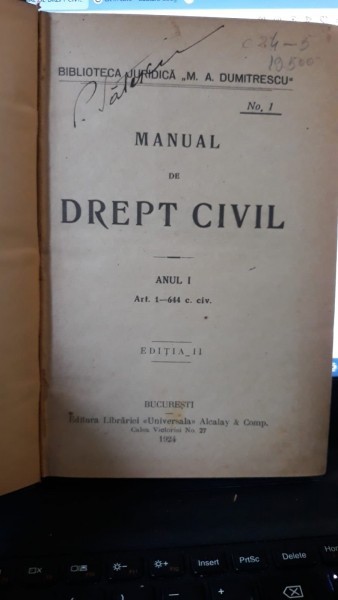 BIBLIOTECA JURIDICĂ „M. A. DUMITRESCU"
No. 1
MANUAL
DE
DREPT CIVIL
ANUL I
Art. 1—644 c. civ.
EDIȚIA II
BUCUREȘTI
Editura Librăriei «Universala» Alcalay & Comp.
Calea Victoriei No 27
1924
Insert
PrtSc
Delete